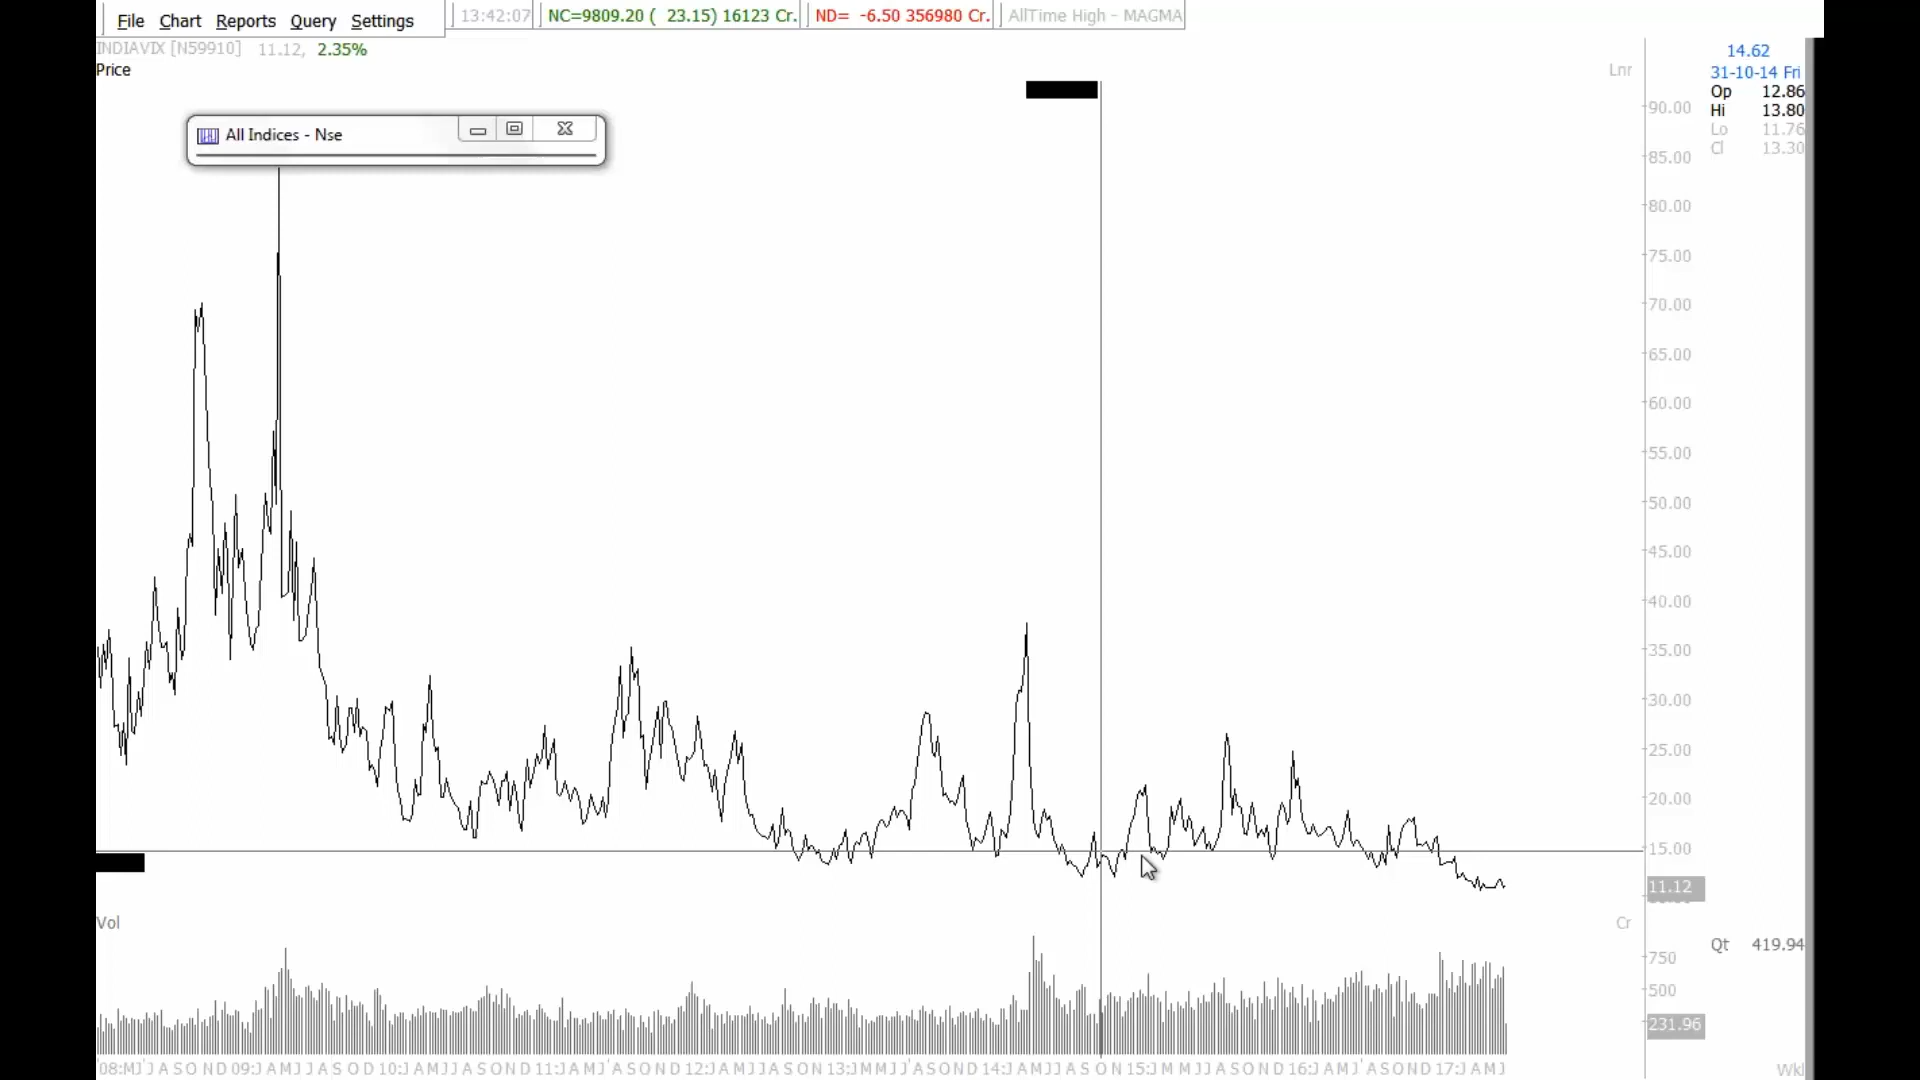 File Chart Reports Query Settings
13:42:07
NC=9809.20 ( 23.15) 16123 Cr.
ND= -6.50 356980 Cr.
AllTime High - MAGMA
INDIAVIX [N59910] 11.12, 2.35%
Price
Lnr
14.62
31-10-14 Fri
Op 12.86
Hi 13.80
Lo 11.76
Cl 13.30
All Indices - Nse
90.00
85.00
80.00
75.00
70.00
65.00
60.00
55.00
50.00
45.00
40.00
35.00
30.00
25.00
20.00
15.00
11.12
Vol
Cr
Qt 419.94
750
500
231.96
'08:MJ'J A S O N D 09:J A M J J A S O D 10:J A M J J A S O N D 11:J A MJ J A S O N D 12:J A M J J A S O N 13:J M M J J A S O N D 14:J A M J J A S O N 15:J M M J J A S O N D 16:J A M J J A S O N D 17:J A M J
Wkl